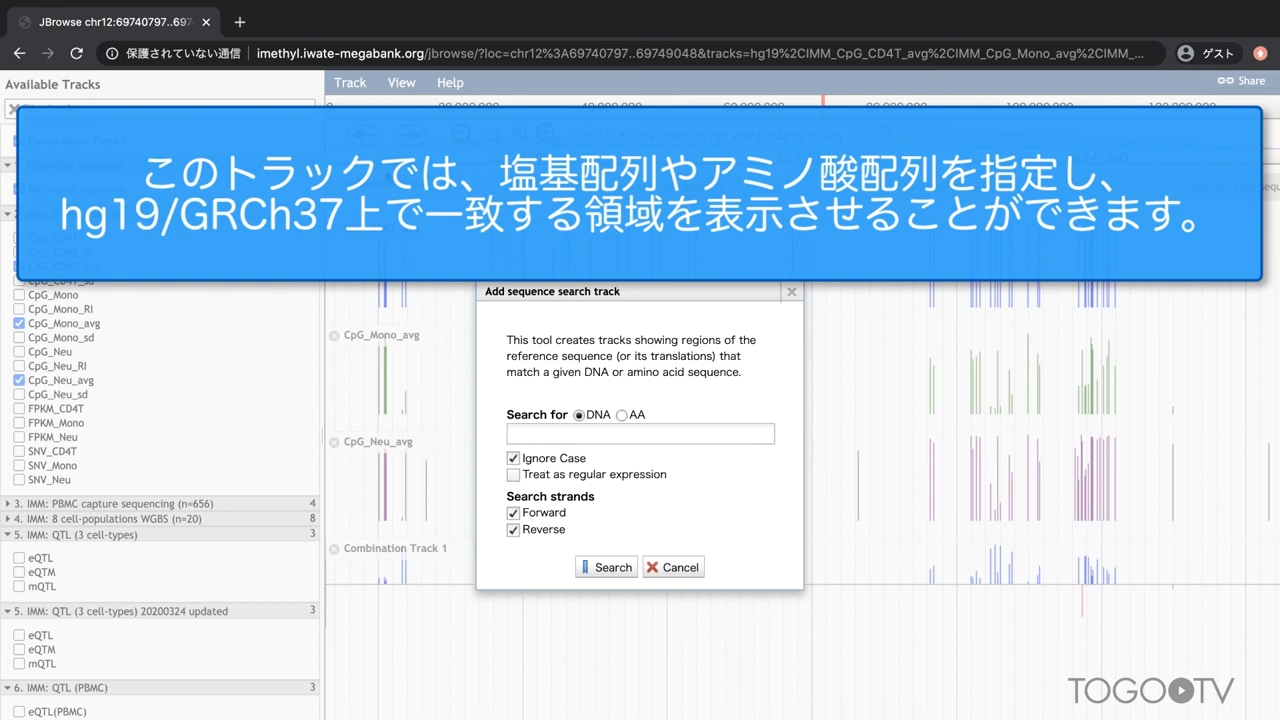 JBrowse chr12:69740797..697
保護されていない通信
imethyl.iwate-megabank.org/jbrowse/?loc=chr12%3A69740797..69749048&tracks=hg19%2CIMM_CpG_CD4T_avg%2CIMM_CpG_Mono_avg%2CIMM_...
ゲスト
Available Tracks
Track View Help
Share
このトラックでは、塩基配列やアミノ酸配列を指定し、
hg19/GRCh37上で一致する領域を表示させることができます。
CpG_CD4T_sd
CpG_Mono
CpG_Mono_RI
CpG_Mono_avg
CpG_Mono_sd
CpG_Neu
CpG_Neu_RI
CpG_Neu_avg
CpG_Neu_sd
FPKM_CD4T
FPKM_Mono
FPKM_Neu
SNV_CD4T
SNV_Mono
SNV_Neu
3. IMM: PBMC capture sequencing (n=656) 4
4. IMM: 8 cell-populations WGBS (n=20) 8
5. IMM: QTL (3 cell-types) 3
eQTL
eQTM
mQTL
5. IMM: QTL (3 cell-types) 20200324 updated 3
eQTL
eQTM
mQTL
6. IMM: QTL (PBMC) 3
eQTL(PBMC)
CpG_Mono_avg
CpG_Neu_avg
Combination Track 1
Add sequence search track
This tool creates tracks showing regions of the
reference sequence (or its translations) that
match a given DNA or amino acid sequence.
Search for DNA AA
Ignore Case
Treat as regular expression
Search strands
Forward
Reverse
Search Cancel
TOGO TV